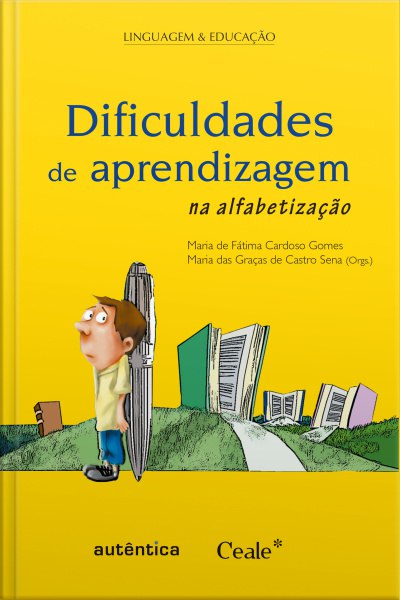 LINGUAGEM & EDUCAÇÃO
Dificuldades
de aprendizagem
na alfabetização
Maria de Fátima Cardoso Gomes
Maria das Graças de Castro Sena (Orgs.)
autêntica Ceale*